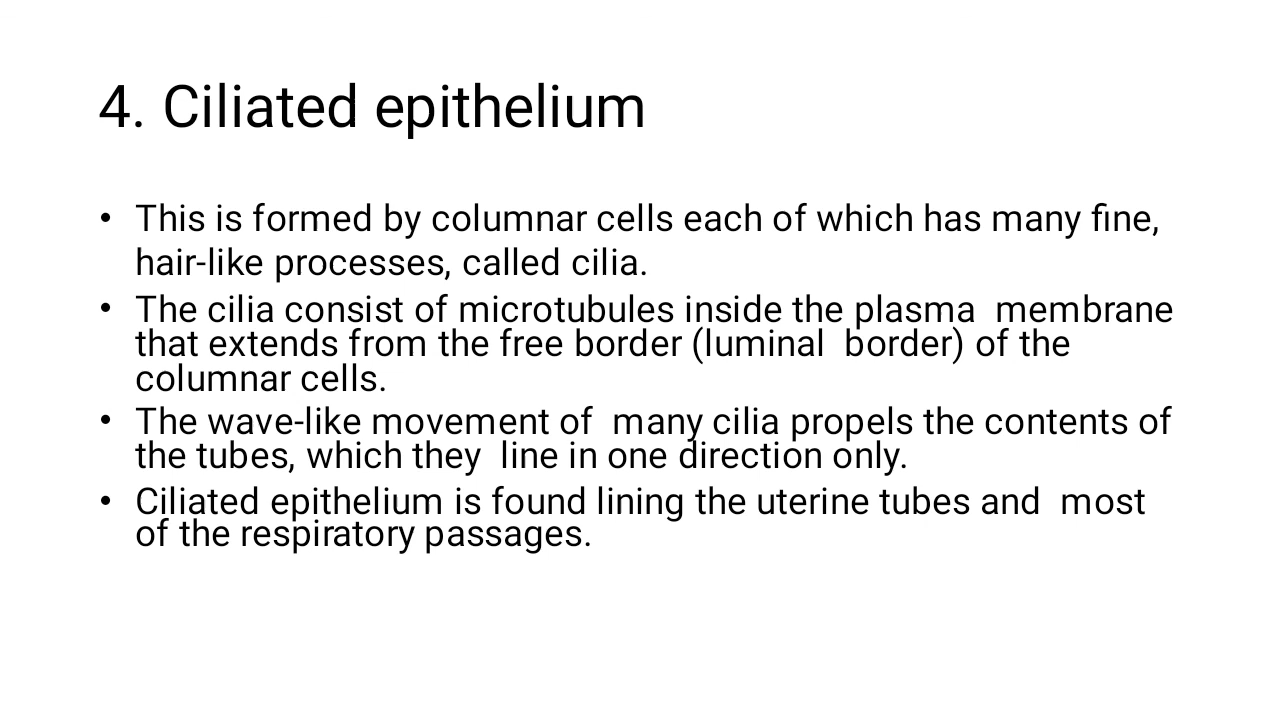 4. Ciliated epithelium
• This is formed by columnar cells each of which has many fine,
hair-like processes, called cilia.
• The cilia consist of microtubules inside the plasma  membrane
that extends from the free border (luminal  border) of the
columnar cells.
• The wave-like movement of  many cilia propels the contents of
the tubes, which they  line in one direction only.
• Ciliated epithelium is found lining the uterine tubes and  most
of the respiratory passages.